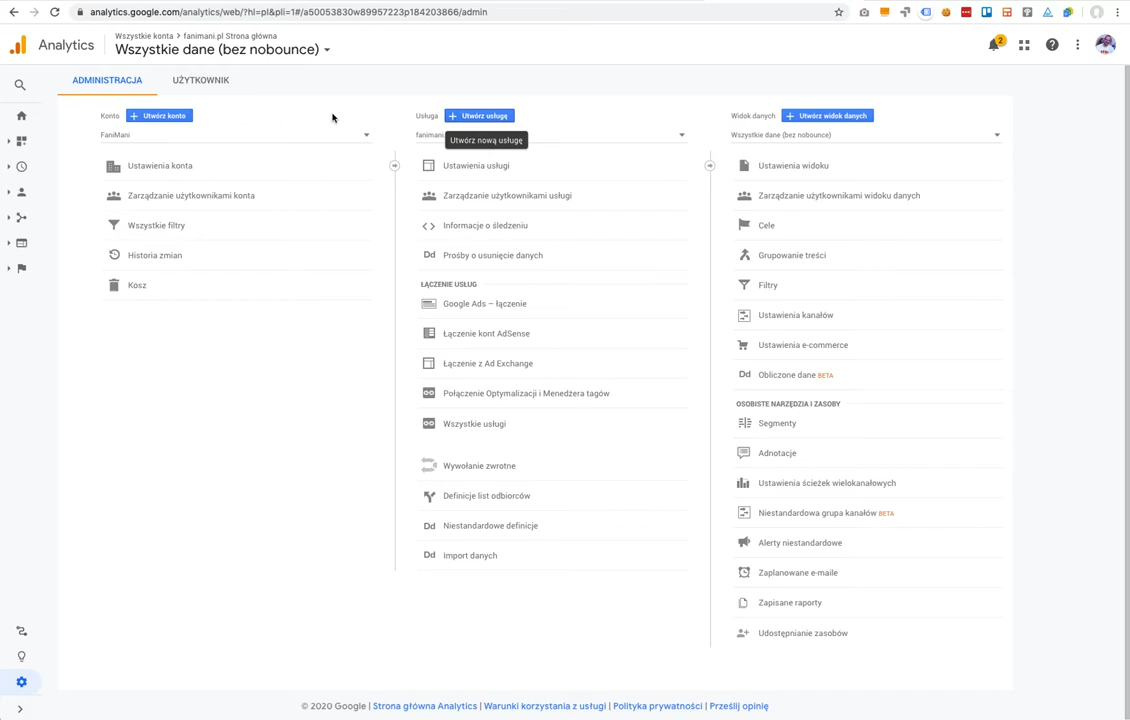 analytics.google.com/analytics/web/?hl=pl&pli=1#/a50053830w89957223p184203866/admin
Analytics
Wszystkie konta > fanimani.pl Strona główna
Wszystkie dane (bez nobounce)
2
ADMINISTRACJA
UŻYTKOWNIK
Konto
Utwórz konto
FaniMani
Ustawienia konta
Zarządzanie użytkownikami konta
Wszystkie filtry
Historia zmian
Kosz
Usługa
Utwórz usługę
fanimani.
Utwórz nową usługę
Ustawienia usługi
Zarządzanie użytkownikami usługi
Informacje o śledzeniu
Dd Prośby o usunięcie danych
ŁĄCZENIE USŁUG
Google Ads – łączenie
Łączenie kont AdSense
Łączenie z Ad Exchange
Połączenie Optymalizacji i Menedżera tagów
Wszystkie usługi
Wywołanie zwrotne
Definicje list odbiorców
Dd Niestandardowe definicje
Dd Import danych
Widok danych
Utwórz widok danych
Wszystkie dane (bez nobounce)
Ustawienia widoku
Zarządzanie użytkownikami widoku danych
Cele
Grupowanie treści
Filtry
Ustawienia kanałów
Ustawienia e-commerce
Dd Obliczone dane BETA
OSOBISTE NARZĘDZIA I ZASOBY
Segmenty
Adnotacje
Ustawienia ścieżek wielokanałowych
Niestandardowa grupa kanałów BETA
Alerty niestandardowe
Zaplanowane e-maile
Zapisane raporty
Udostępnianie zasobów
© 2020 Google | Strona główna Analytics | Warunki korzystania z usługi | Polityka prywatności | Prześlij opinię